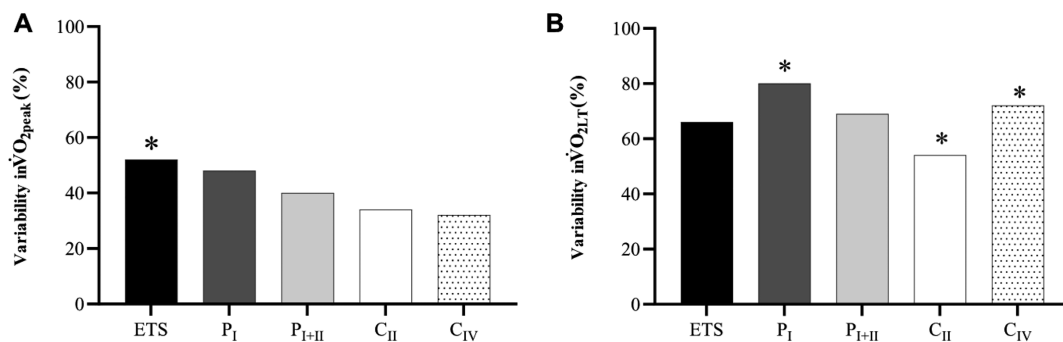 A
Variability in V̇O2peak (%)
100
80
60
40
20
0
*
ETS
PI
PI+II
CII
CIV
B
Variability in V̇O2LT (%)
100
80
60
40
20
0
*
*
*
ETS
PI
PI+II
CII
CIV